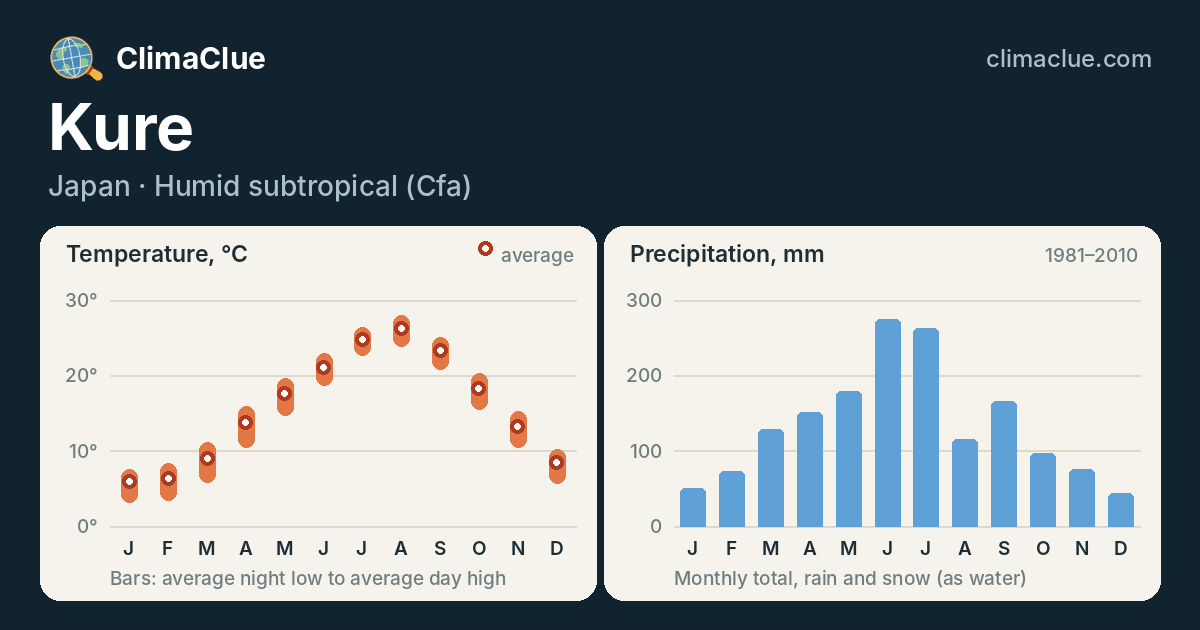 ClimaClue
climaclue.com
Kure
Japan · Humid subtropical (Cfa)
Temperature, °C
average
30°
20°
10°
0°
J F M A M J J A S O N D
Bars: average night low to average day high
Precipitation, mm
1981–2010
300
200
100
0
J F M A M J J A S O N D
Monthly total, rain and snow (as water)